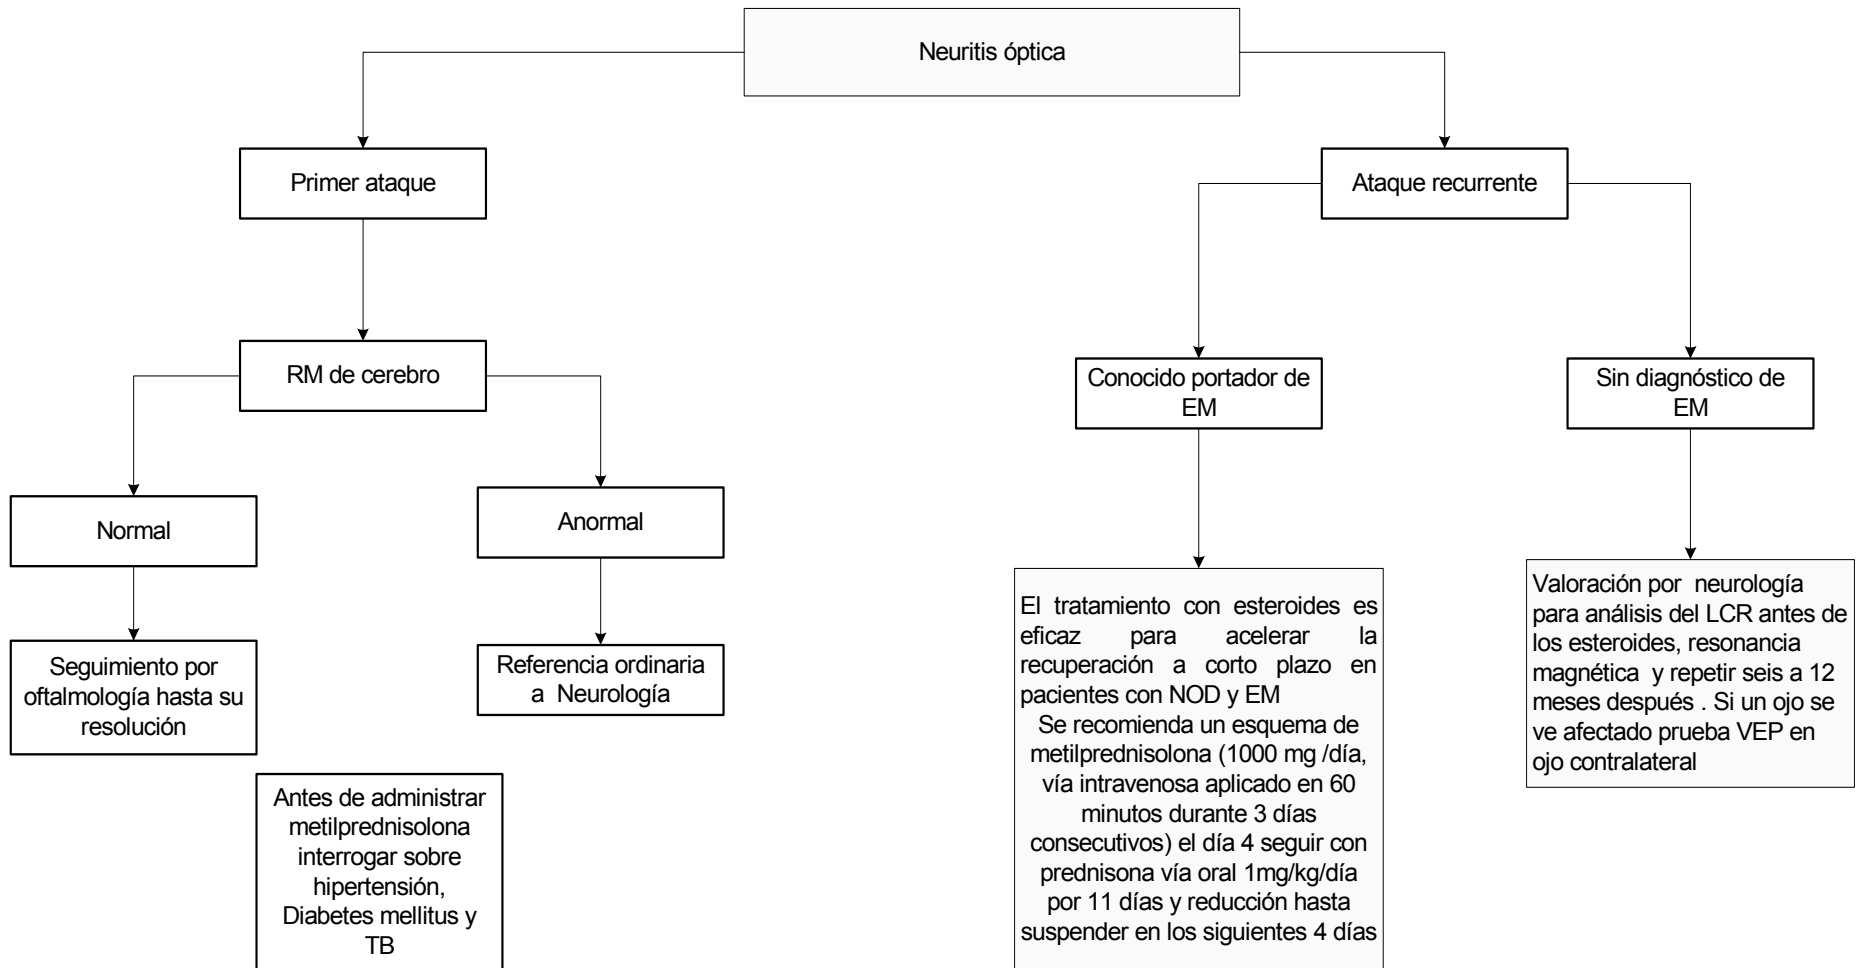 Neuritis óptica
Primer ataque
Ataque recurrente
RM de cerebro
Conocido portador de
EM
Sin diagnóstico de
EM
Normal
Anormal
Seguimiento por
oftalmología hasta su
resolución
Referencia ordinaria
a Neurología
Antes de administrar
metilprednisolona
interrogar sobre
hipertensión,
Diabetes mellitus y
TB
El tratamiento con esteroides es
eficaz para acelerar la
recuperación a corto plazo en
pacientes con NOD y EM
Se recomienda un esquema de
metilprednisolona (1000 mg /día,
vía intravenosa aplicado en 60
minutos durante 3 días
consecutivos) el día 4 seguir con
prednisona vía oral 1mg/kg/día
por 11 días y reducción hasta
suspender en los siguientes 4 días
Valoración por neurología
para análisis del LCR antes de
los esteroides, resonancia
magnética y repetir seis a 12
meses después . Si un ojo se
ve afectado prueba VEP en
ojo contralateral